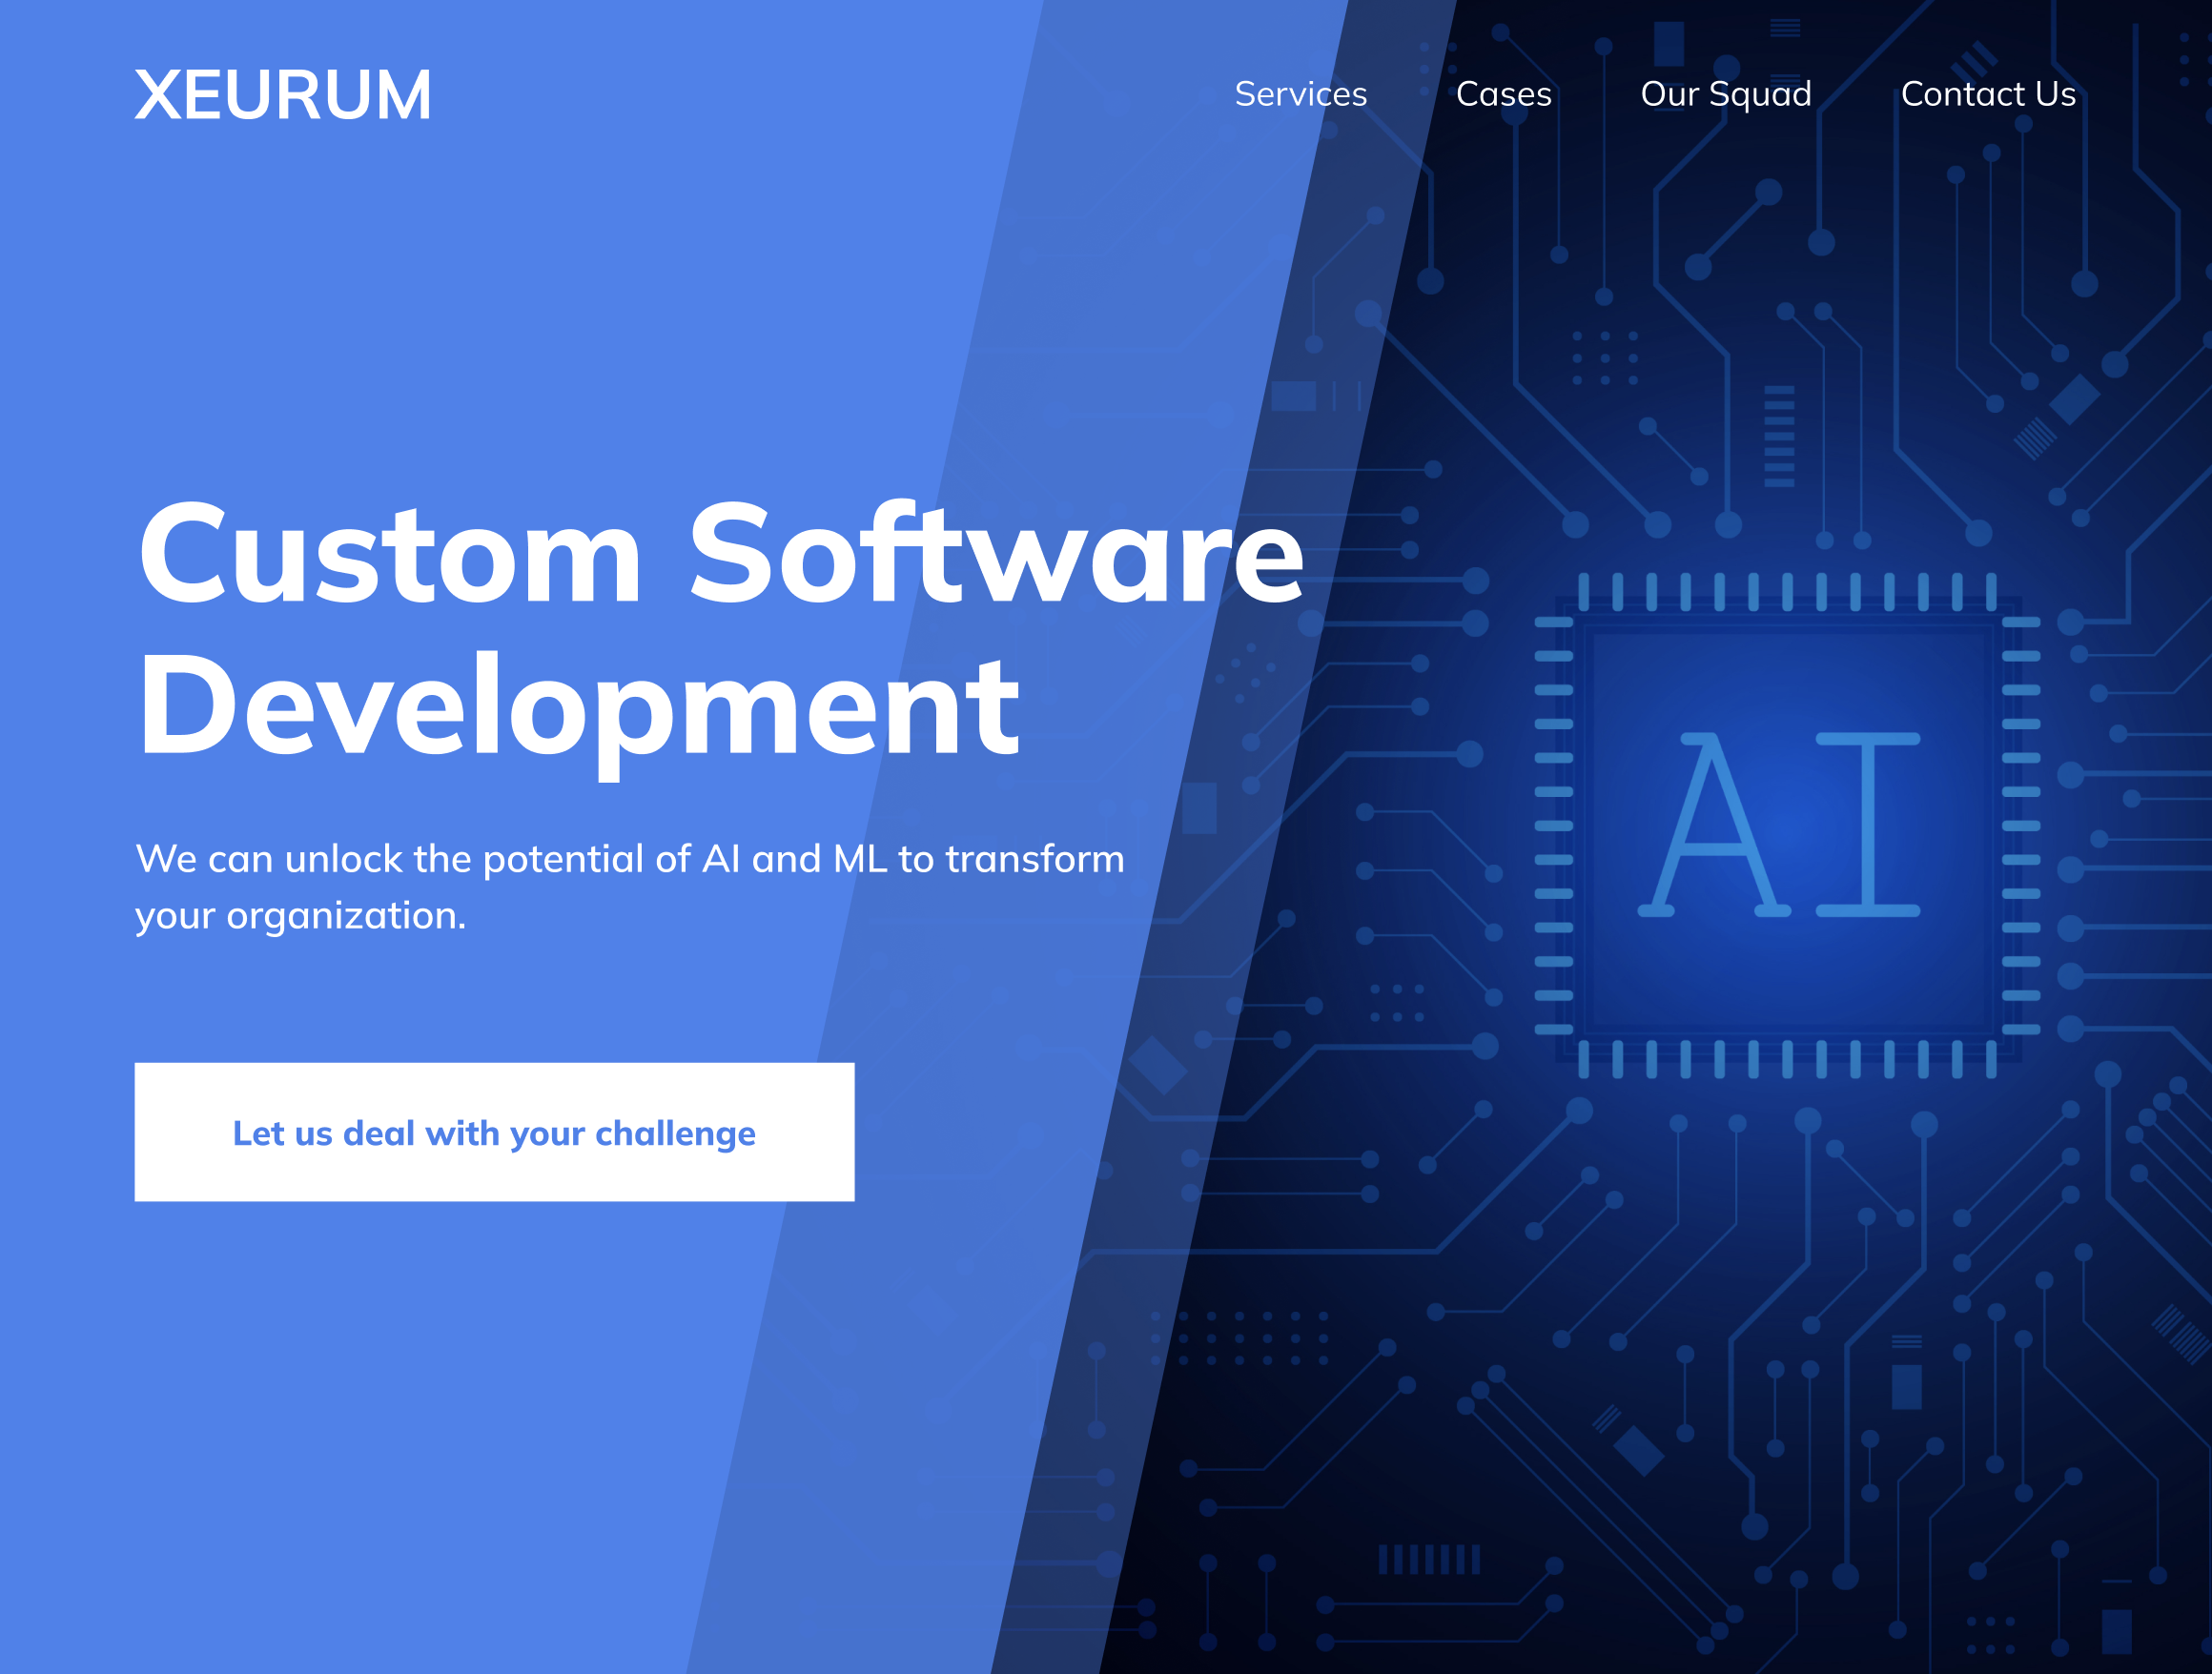 XEURUM
Services
Cases
Our Squad
Contact Us
Custom Software
Development
We can unlock the potential of AI and ML to transform
your organization.
AI
Let us deal with your challenge